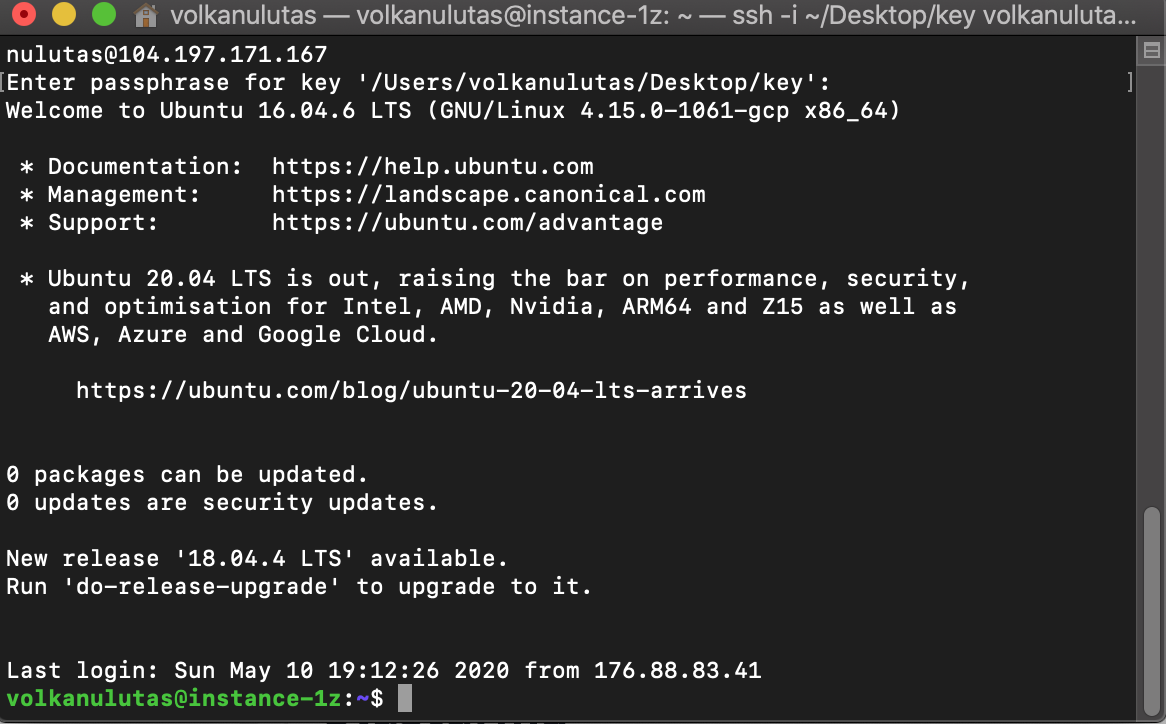 volkanulutas — volkanulutas@instance-1z: ~ — ssh -i ~/Desktop/key volkanuluta...
nulutas@104.197.171.167
[Enter passphrase for key '/Users/volkanulutas/Desktop/key': ]
Welcome to Ubuntu 16.04.6 LTS (GNU/Linux 4.15.0-1061-gcp x86_64)
* Documentation: https://help.ubuntu.com
* Management: https://landscape.canonical.com
* Support: https://ubuntu.com/advantage
* Ubuntu 20.04 LTS is out, raising the bar on performance, security,
and optimisation for Intel, AMD, Nvidia, ARM64 and Z15 as well as
AWS, Azure and Google Cloud.
https://ubuntu.com/blog/ubuntu-20-04-lts-arrives
0 packages can be updated.
0 updates are security updates.
New release '18.04.4 LTS' available.
Run 'do-release-upgrade' to upgrade to it.
Last login: Sun May 10 19:12:26 2020 from 176.88.83.41
volkanulutas@instance-1z:~$